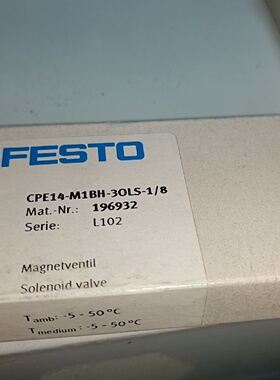 FESTO
CPE14-M1BH-3OLS-1/8
Mat.-Nr.: 196932
Serie: L102
Magnetventil
Solenoid valve
Tamb: -5 - 50°C
Tmedium: -5 - 50°C